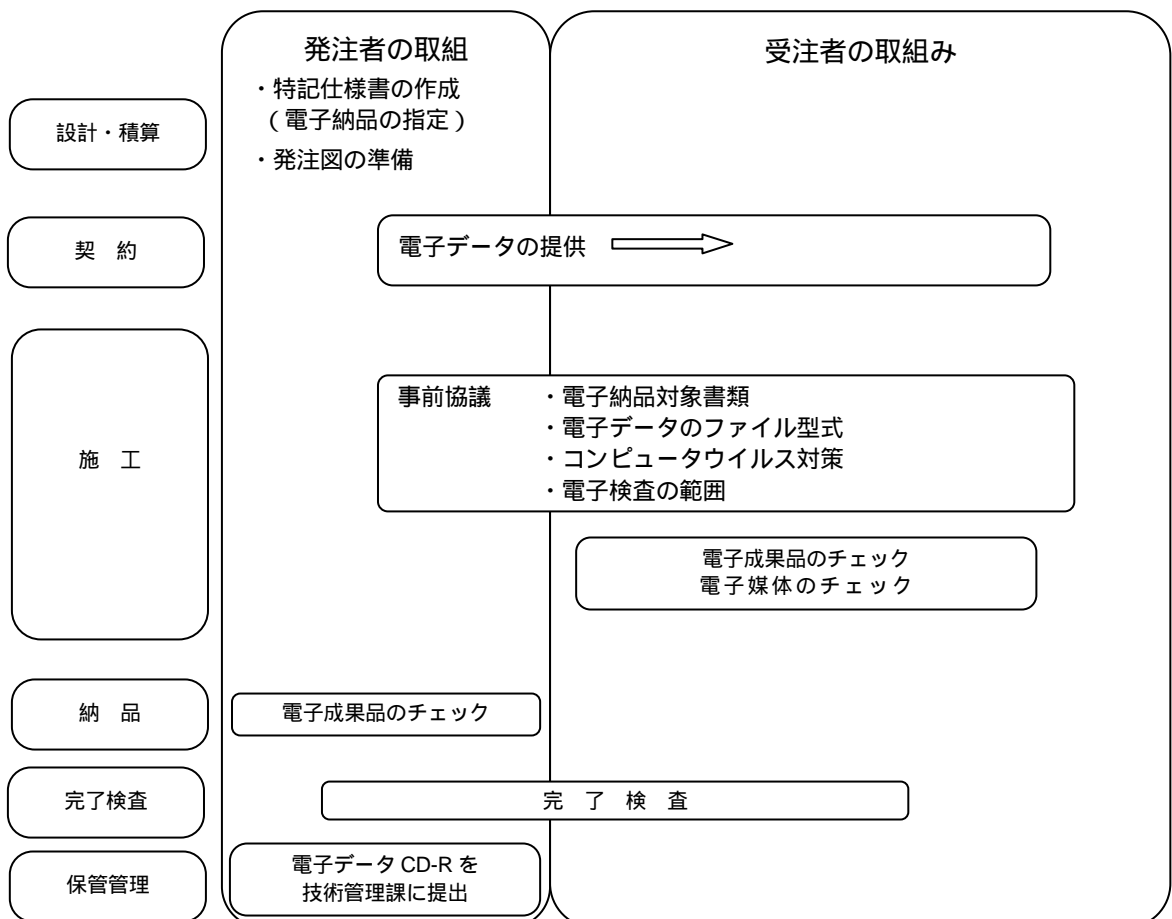 発注者の取組
受注者の取組み
・特記仕様書の作成
（電子納品の指定）
・発注図の準備
設計・積算
契　約
電子データの提供
施　工
事前協議　・電子納品対象書類
・電子データのファイル型式
・コンピュータウイルス対策
・電子検査の範囲
電子成果品のチェック
電子媒体のチェック
納　品
電子成果品のチェック
完了検査
完　了　検　査
保管管理
電子データ CD-R を
技術管理課に提出